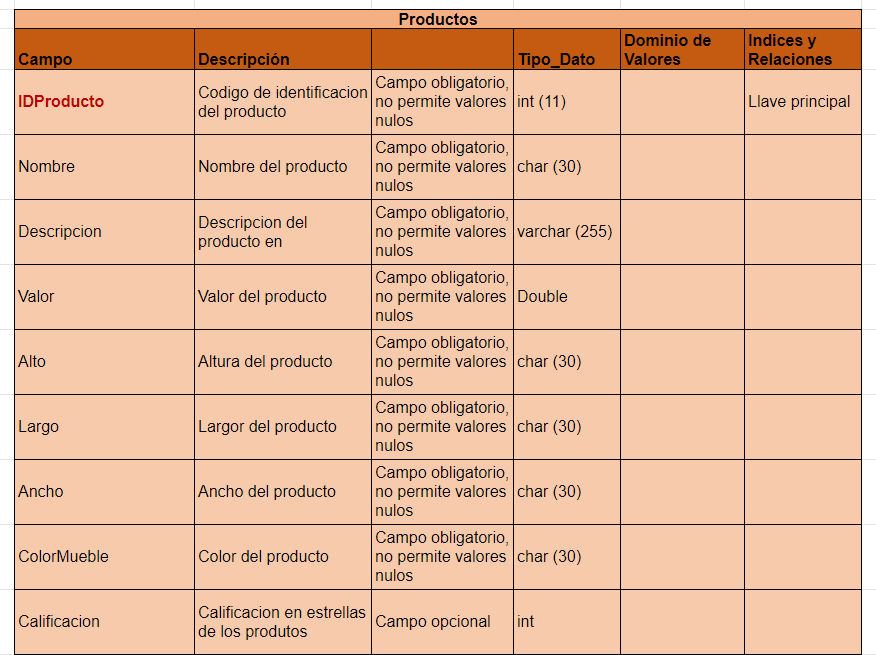 Productos
Campo Descripción Tipo_Dato Dominio de Valores Indices y Relaciones
IDProducto Codigo de identificacion del producto Campo obligatorio, no permite valores nulos int (11) Llave principal
Nombre Nombre del producto Campo obligatorio, no permite valores nulos char (30)
Descripcion Descripcion del producto en Campo obligatorio, no permite valores nulos varchar (255)
Valor Valor del producto Campo obligatorio, no permite valores nulos Double
Alto Altura del producto Campo obligatorio, no permite valores nulos char (30)
Largo Largor del producto Campo obligatorio, no permite valores nulos char (30)
Ancho Ancho del producto Campo obligatorio, no permite valores nulos char (30)
ColorMueble Color del producto Campo obligatorio, no permite valores nulos char (30)
Calificacion Calificacion en estrellas de los produtos Campo opcional int